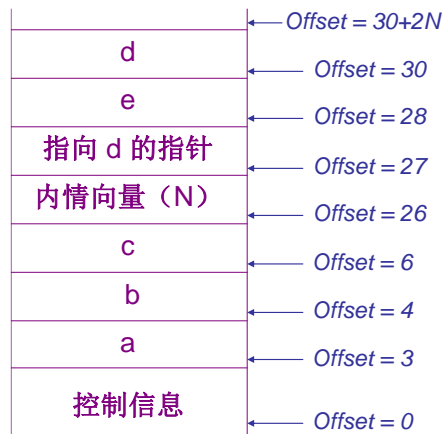 Offset = 30+2N
d
Offset = 30
e
Offset = 28
指向 d 的指针
Offset = 27
内情向量（N）
Offset = 26
c
Offset = 6
b
Offset = 4
a
Offset = 3
控制信息
Offset = 0